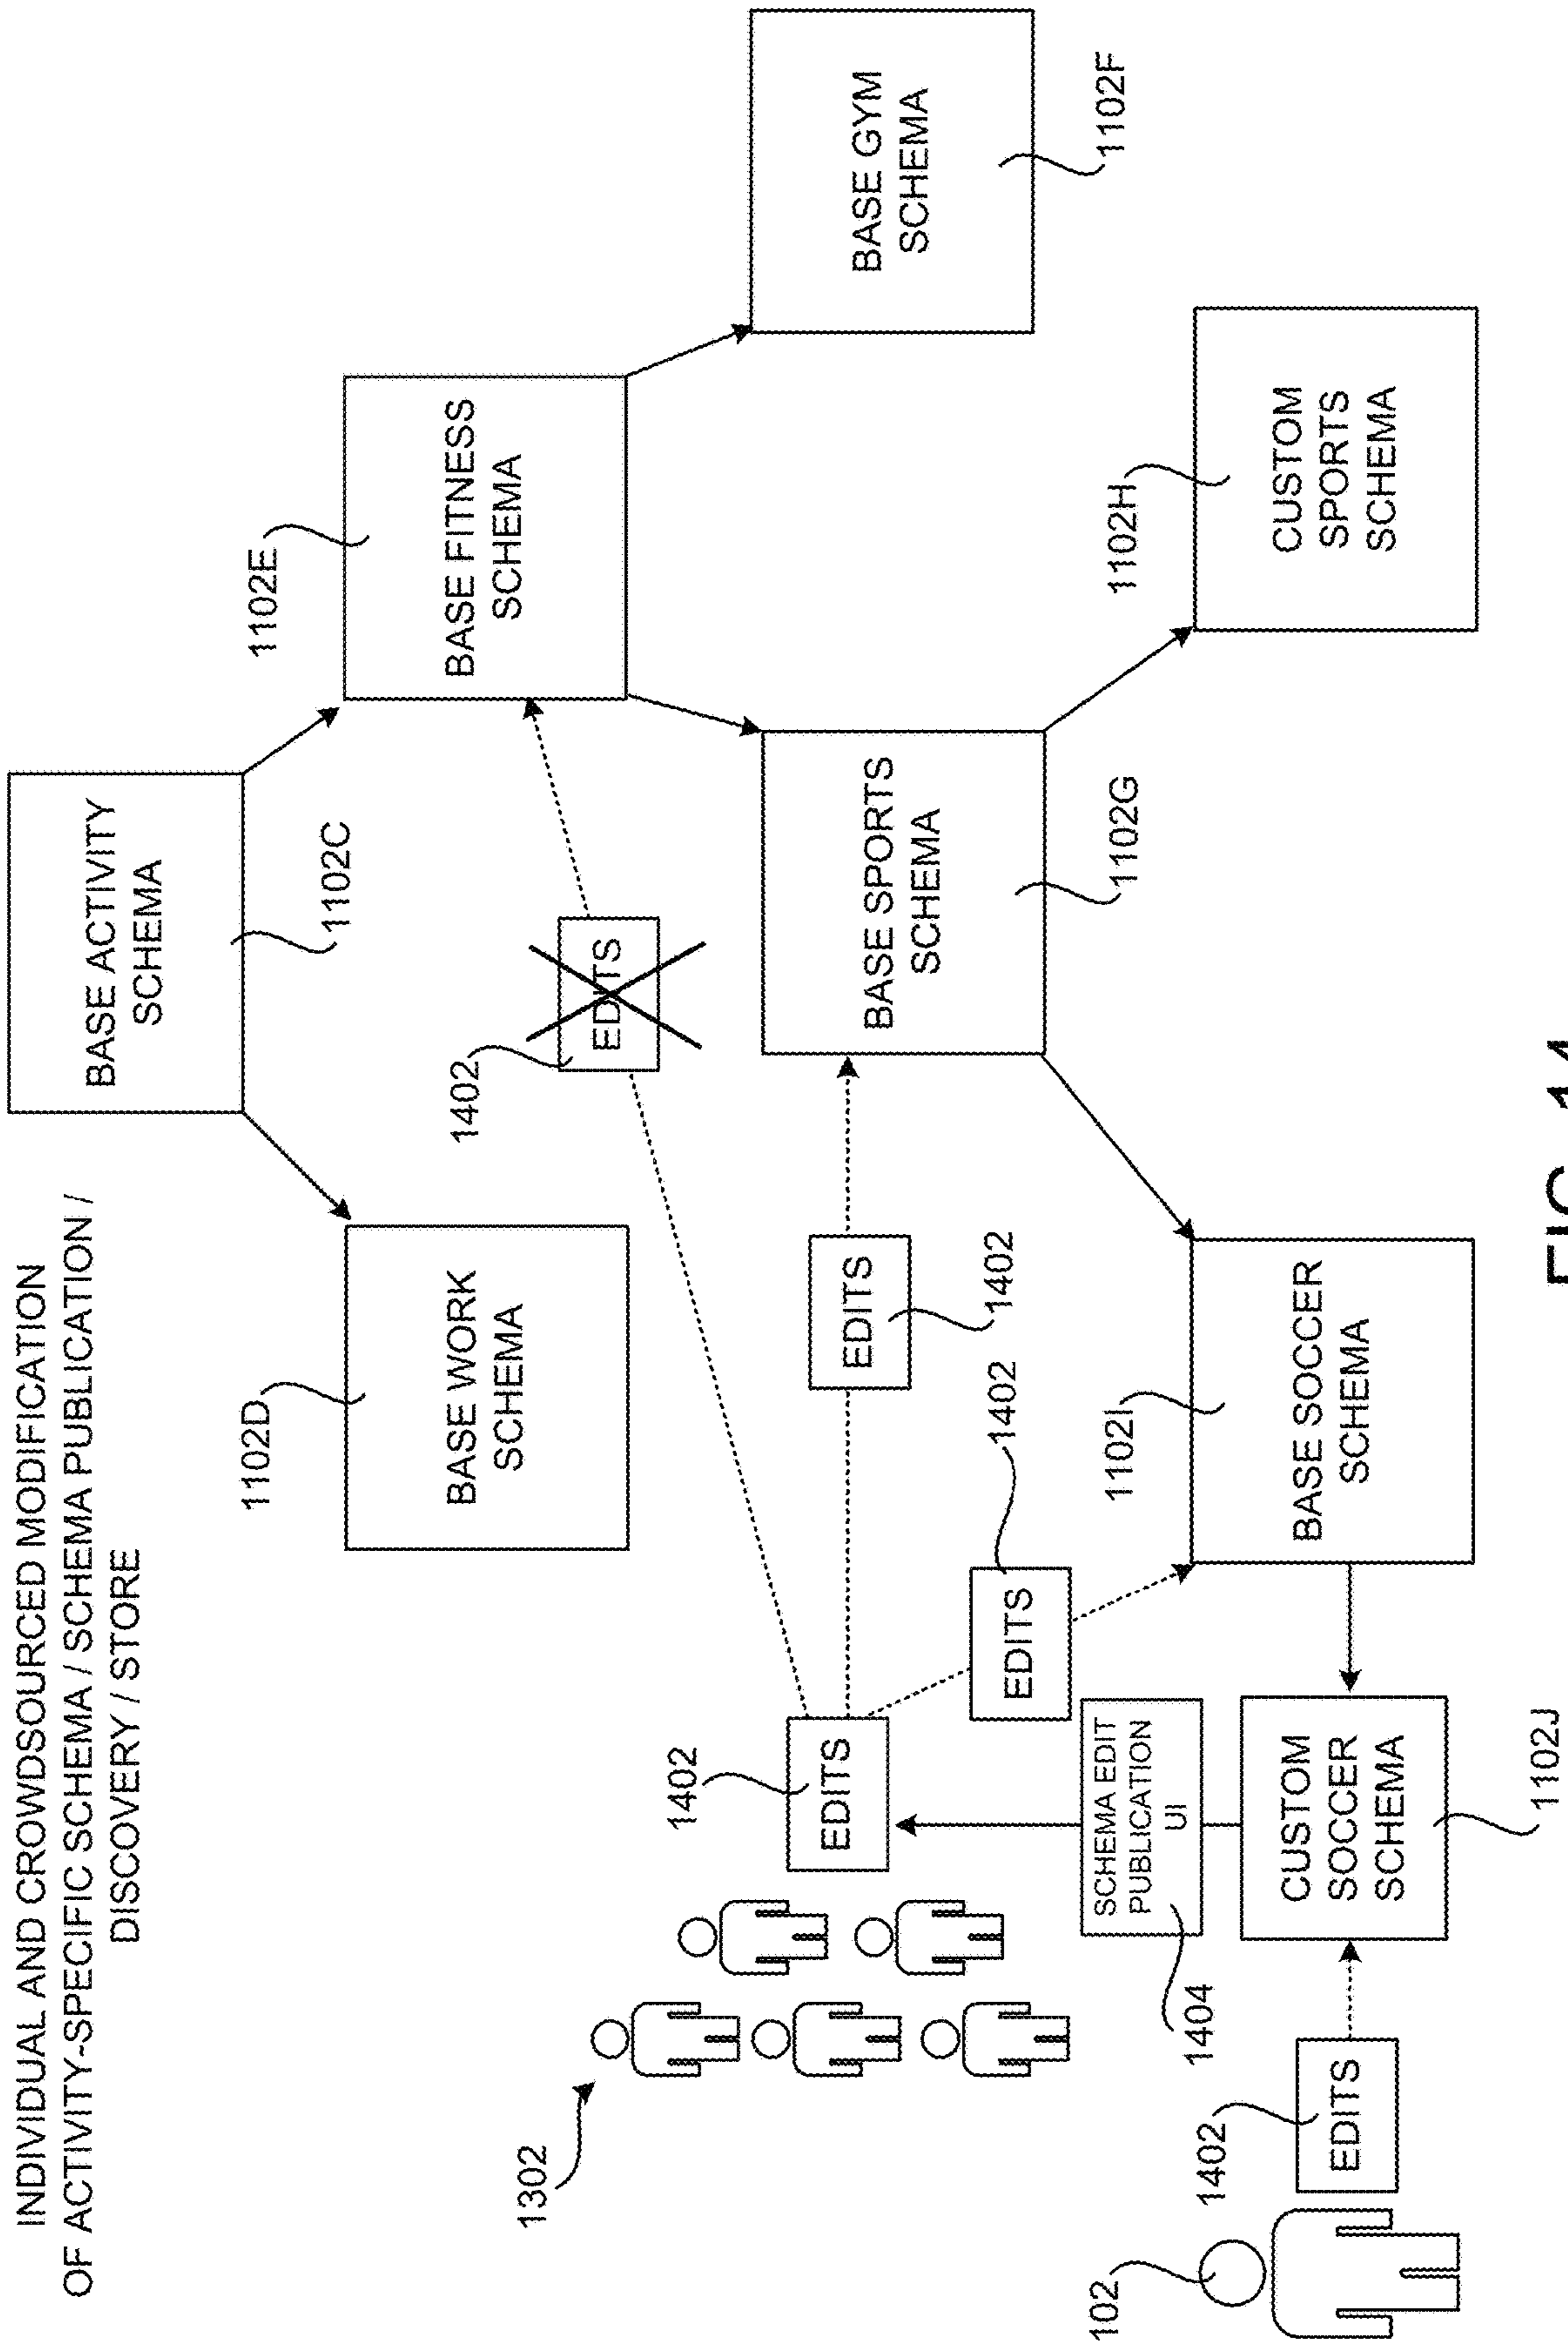 INDIVIDUAL AND CROWDSOURCED MODIFICATION
OF ACTIVITY-SPECIFIC SCHEMA / SCHEMA PUBLICATION /
DISCOVERY / STORE
BASE ACTIVITY
SCHEMA
1102C
1102D
BASE WORK
SCHEMA
1102E
BASE FITNESS
SCHEMA
1402
EDITS
BASE GYM
SCHEMA
1102F
1302
1402
EDITS
EDITS
1402
BASE SPORTS
SCHEMA
1102G
1402
EDITS
1404
SCHEMA EDIT
PUBLICATION
UI
1102I
BASE SOCCER
SCHEMA
1102H
CUSTOM
SPORTS
SCHEMA
102
1402
EDITS
CUSTOM
SOCCER
SCHEMA
1102J
FIG. 14